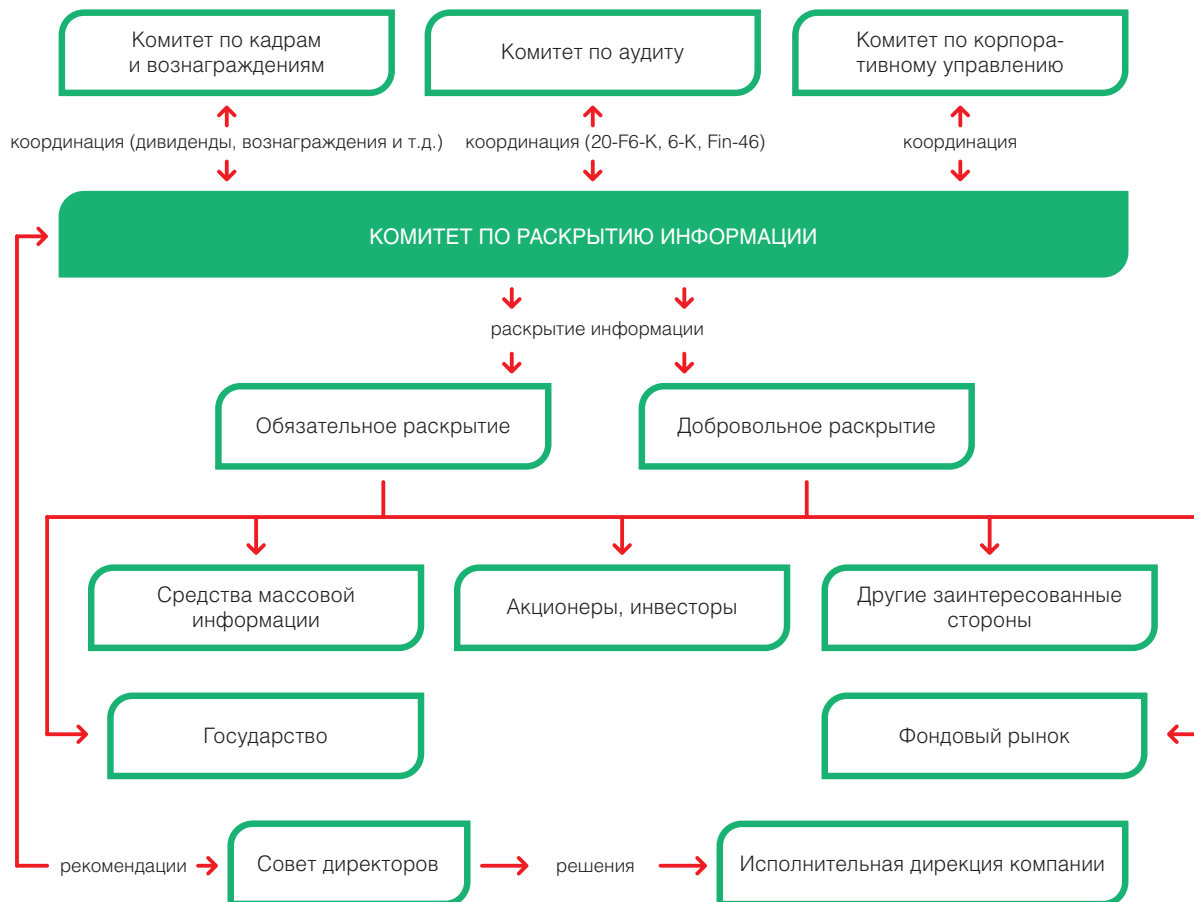 Комитет по кадрам
и вознаграждениям
Комитет по аудиту
Комитет по корпора-
тивному управлению
координация (дивиденды, вознаграждения и т.д.)
координация (20-F6-K, 6-K, Fin-46)
координация
КОМИТЕТ ПО РАСКРЫТИЮ ИНФОРМАЦИИ
раскрытие информации
Обязательное раскрытие
Добровольное раскрытие
Средства массовой
информации
Акционеры, инвесторы
Другие заинтересованные
стороны
Государство
Фондовый рынок
рекомендации
Совет директоров
решения
Исполнительная дирекция компании